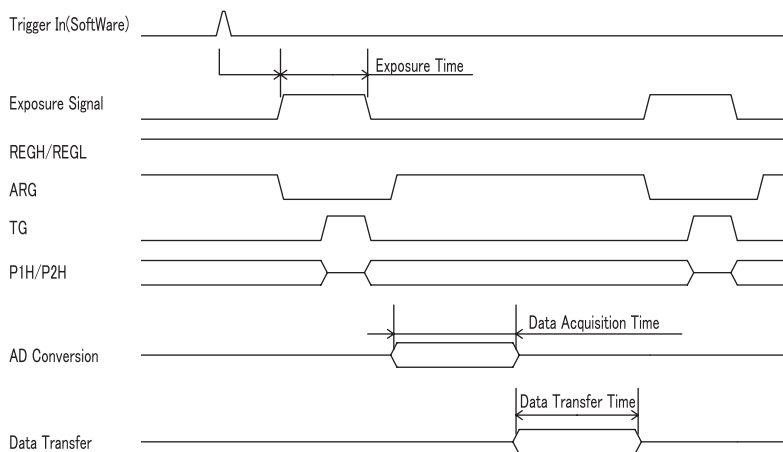 Trigger In(SoftWare)
Exposure Time
Exposure Signal
REGH/REGL
ARG
TG
P1H/P2H
Data Acquisition Time
AD Conversion
Data Transfer Time
Data Transfer